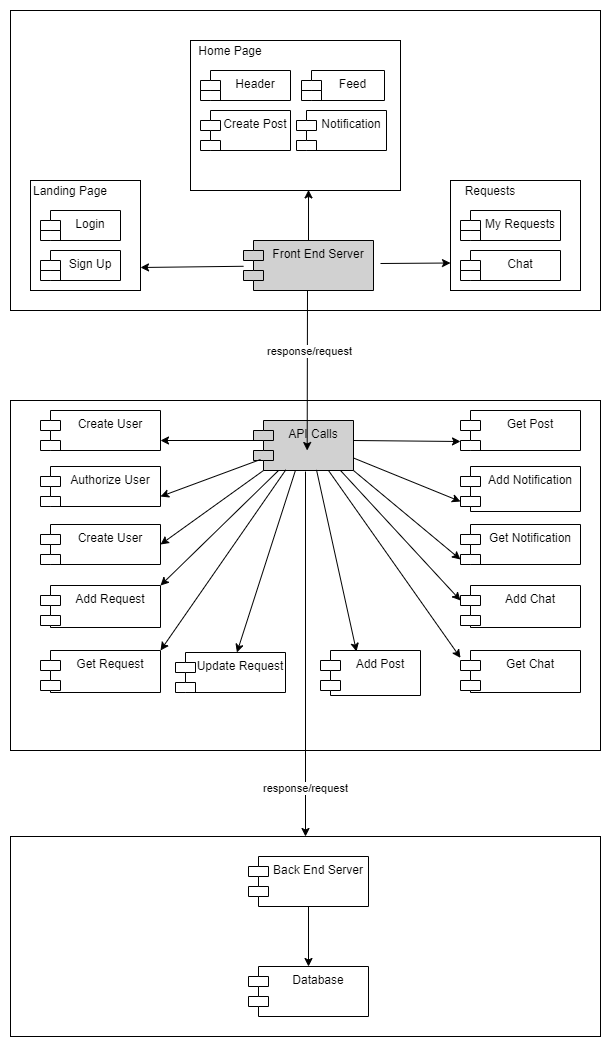 Home Page
Header
Feed
Create Post
Notification
Landing Page
Login
Sign Up
Front End Server
Requests
My Requests
Chat
response/request
API Calls
Create User
Authorize User
Create User
Add Request
Get Request
Update Request
Add Post
Get Post
Add Notification
Get Notification
Add Chat
Get Chat
response/request
Back End Server
Database